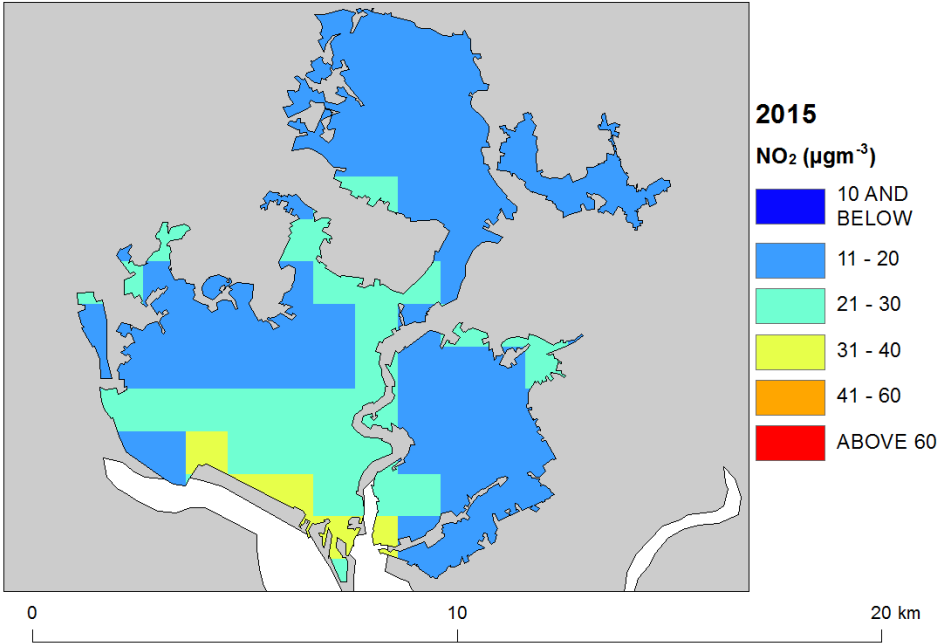 2015
NO₂ (µgm⁻³)
10 AND
BELOW
11 - 20
21 - 30
31 - 40
41 - 60
ABOVE 60
0 10 20 km